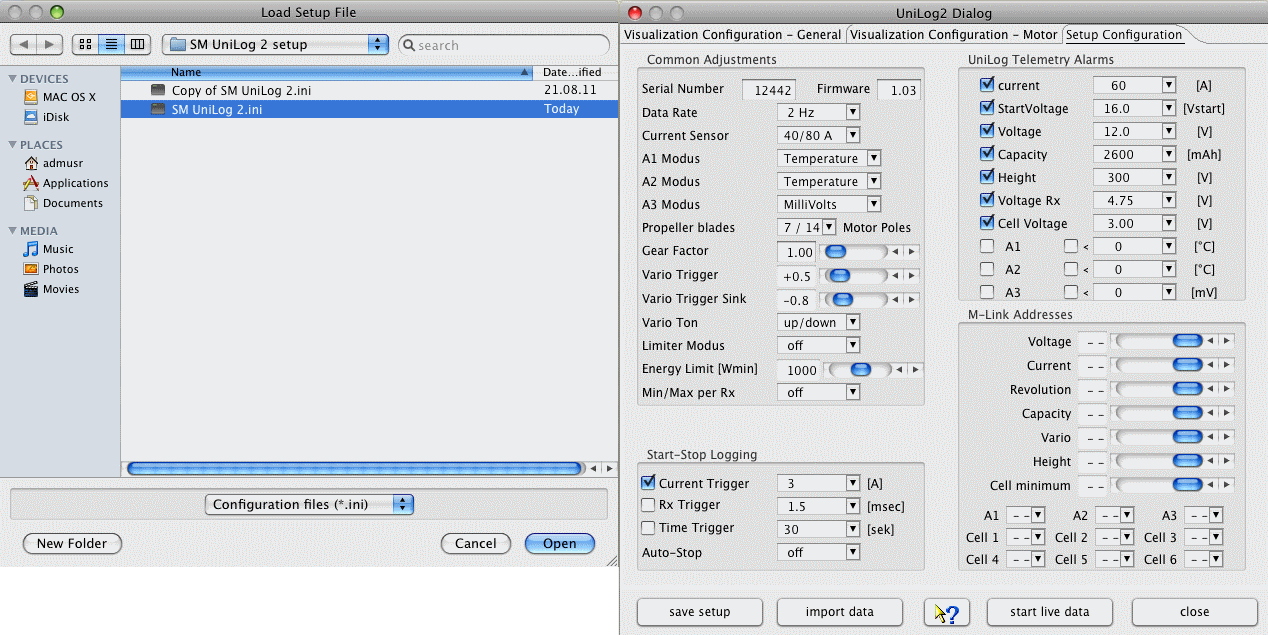 Load Setup File
SM UniLog 2 setup
search
DEVICES
MAC OS X
iDisk
PLACES
admusr
Applications
Documents
MEDIA
Music
Photos
Movies
Name Date...ified
Copy of SM UniLog 2.ini 21.08.11
SM UniLog 2.ini Today
Configuration files (*.ini)
New Folder Cancel Open
UniLog2 Dialog
Visualization Configuration - General Visualization Configuration - Motor Setup Configuration
Common Adjustments
Serial Number 12442 Firmware 1.03
Data Rate 2 Hz
Current Sensor 40/80 A
A1 Modus Temperature
A2 Modus Temperature
A3 Modus MilliVolts
Propeller blades 7 / 14 Motor Poles
Gear Factor 1.00
Vario Trigger +0.5
Vario Trigger Sink -0.8
Vario Ton up/down
Limiter Modus off
Energy Limit [Wmin] 1000
Min/Max per Rx off
Start-Stop Logging
Current Trigger 3 [A]
Rx Trigger 1.5 [msec]
Time Trigger 30 [sek]
Auto-Stop off
UniLog Telemetry Alarms
current 60 [A]
StartVoltage 16.0 [Vstart]
Voltage 12.0 [V]
Capacity 2600 [mAh]
Height 300 [V]
Voltage Rx 4.75 [V]
Cell Voltage 3.00 [V]
A1 < 0 [°C]
A2 < 0 [°C]
A3 < 0 [mV]
M-Link Addresses
Voltage - -
Current - -
Revolution - -
Capacity - -
Vario - -
Height - -
Cell minimum - -
A1 - - A2 - - A3 - -
Cell 1 - - Cell 2 - - Cell 3 - -
Cell 4 - - Cell 5 - - Cell 6 - -
save setup import data ? start live data close